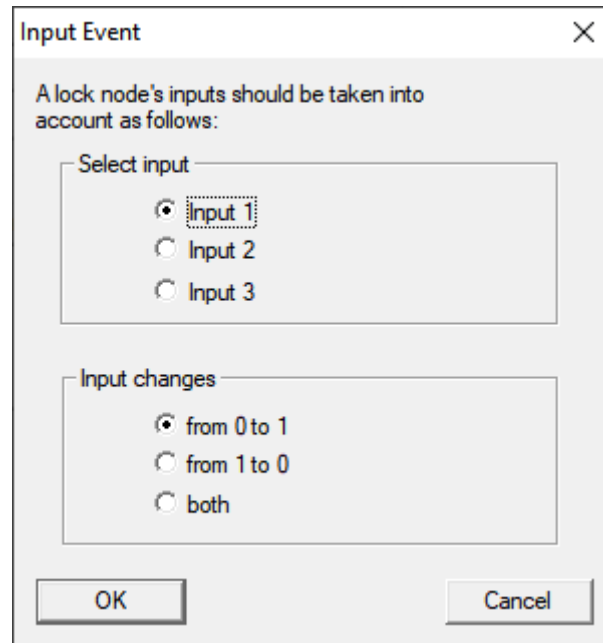 Input Event
A lock node's inputs should be taken into
account as follows:
Select input
Input 1
Input 2
Input 3
Input changes
from 0 to 1
from 1 to 0
both
OK
Cancel